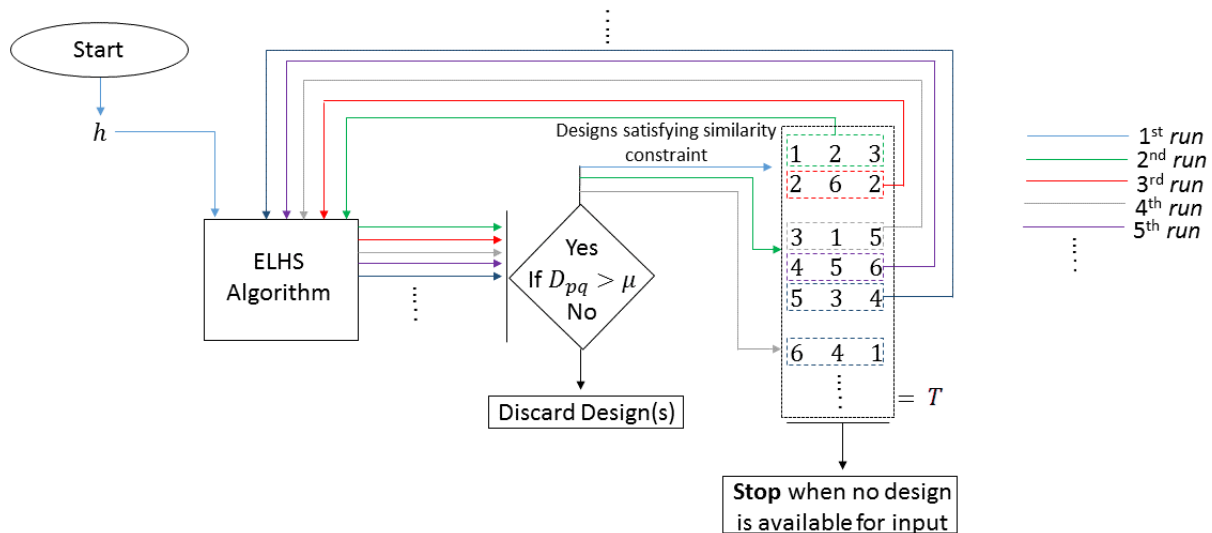 Start
h
ELHS
Algorithm
Designs satisfying similarity
constraint
Yes
If D_{pq} > μ
No
Discard Design(s)
1 2 3
2 6 2
3 1 5
4 5 6
5 3 4
6 4 1
= T
Stop when no design
is available for input
1st run
2nd run
3rd run
4th run
5th run